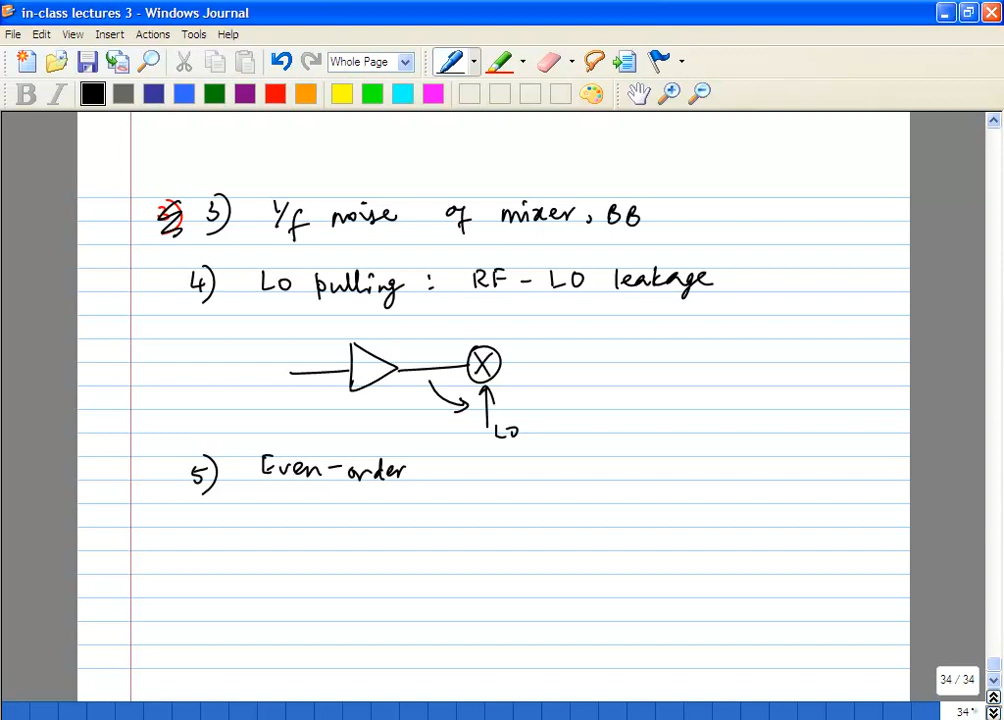 in-class lectures 3 - Windows Journal
File Edit View Insert Actions Tools Help
Whole Page
B I
3) 1/f noise of mixer, BB
4) LO pulling : RF - LO leakage
X
LO
5) Even-order
34 / 34
34*